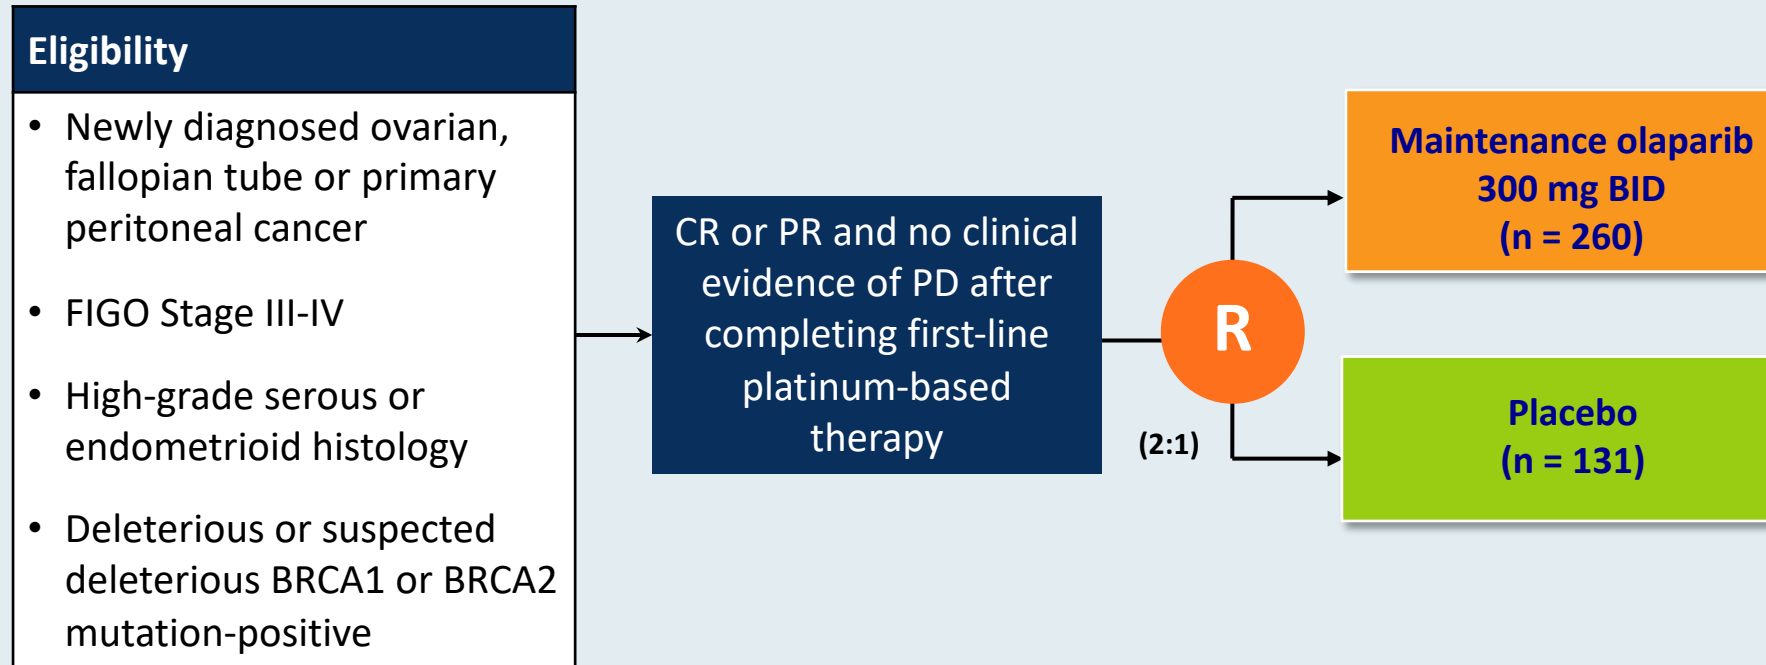 Eligibility
• Newly diagnosed ovarian,
fallopian tube or primary
peritoneal cancer
• FIGO Stage III-IV
• High-grade serous or
endometrioid histology
• Deleterious or suspected
deleterious BRCA1 or BRCA2
mutation-positive
CR or PR and no clinical
evidence of PD after
completing first-line
platinum-based
therapy
R
(2:1)
Maintenance olaparib
300 mg BID
(n = 260)
Placebo
(n = 131)